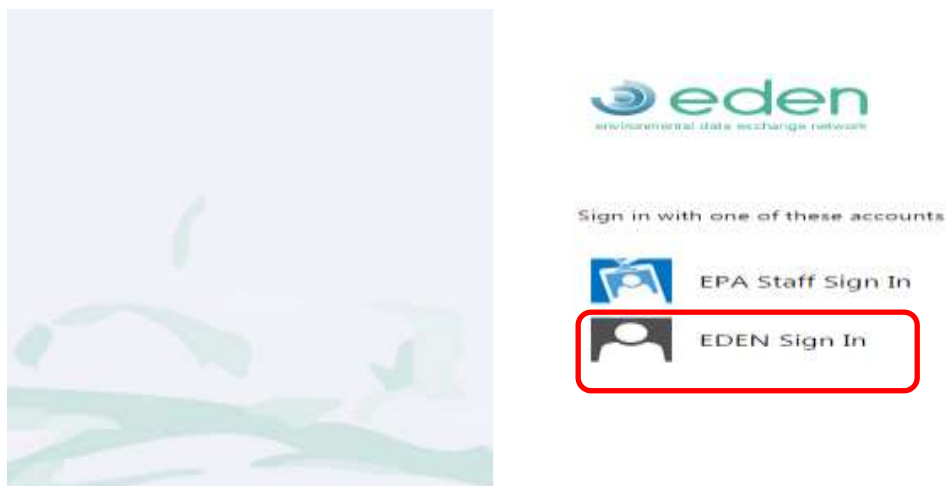 eden
environmental data exchange network
Sign in with one of these accounts
EPA Staff Sign In
EDEN Sign In